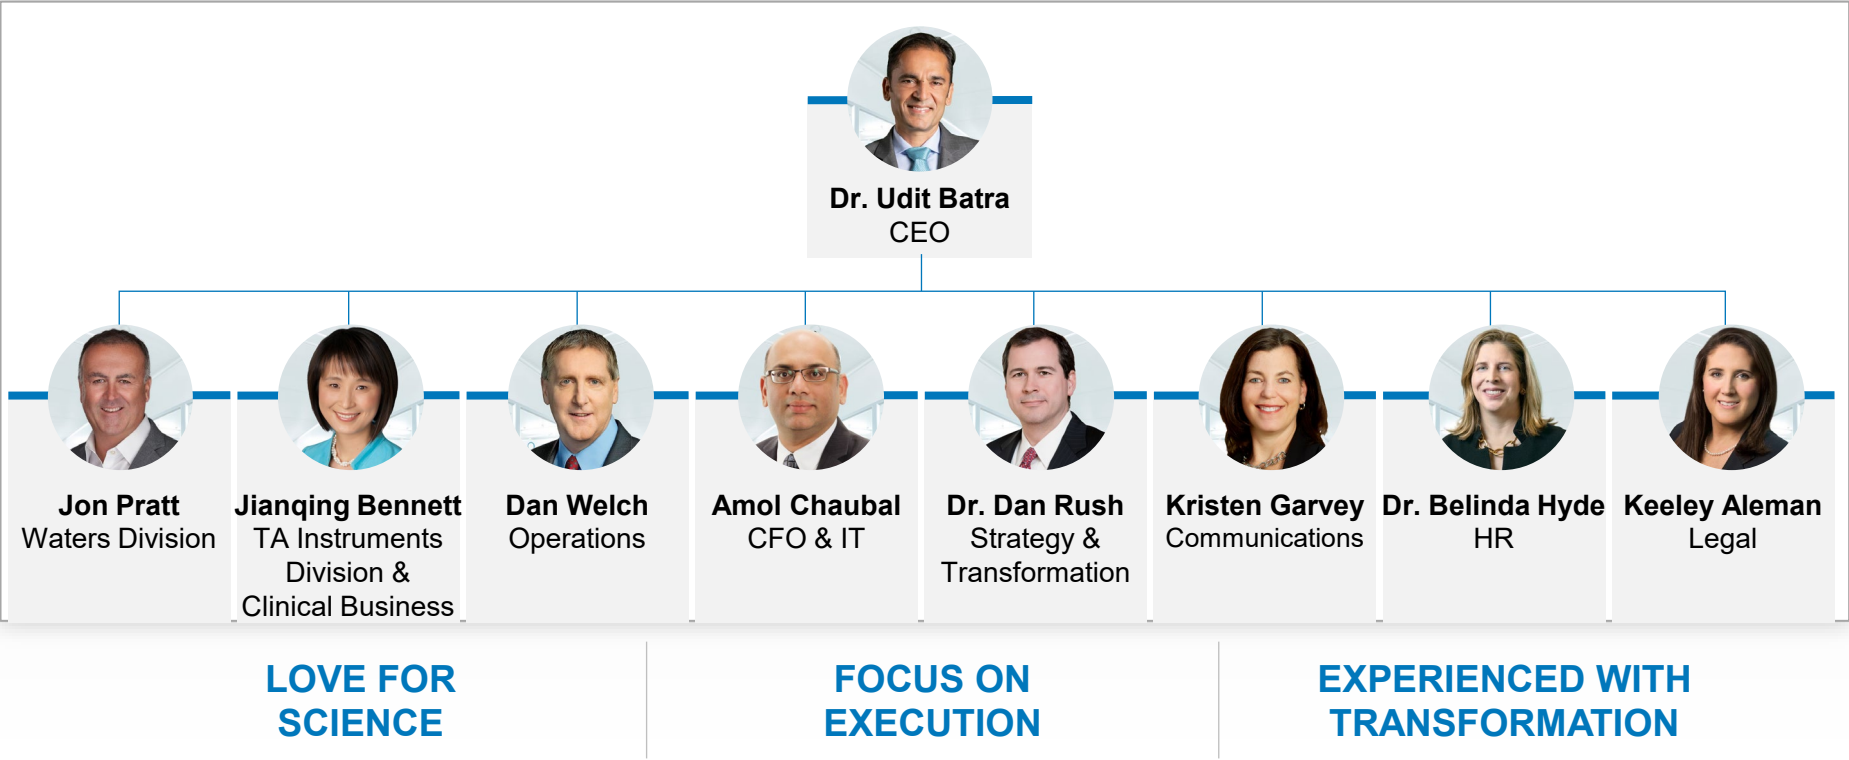 Dr. Udit Batra
CEO
Jon Pratt
Waters Division
Jianqing Bennett
TA Instruments
Division &
Clinical Business
Dan Welch
Operations
Amol Chaubal
CFO & IT
Dr. Dan Rush
Strategy &
Transformation
Kristen Garvey
Communications
Dr. Belinda Hyde
HR
Keeley Aleman
Legal
LOVE FOR
SCIENCE
FOCUS ON
EXECUTION
EXPERIENCED WITH
TRANSFORMATION